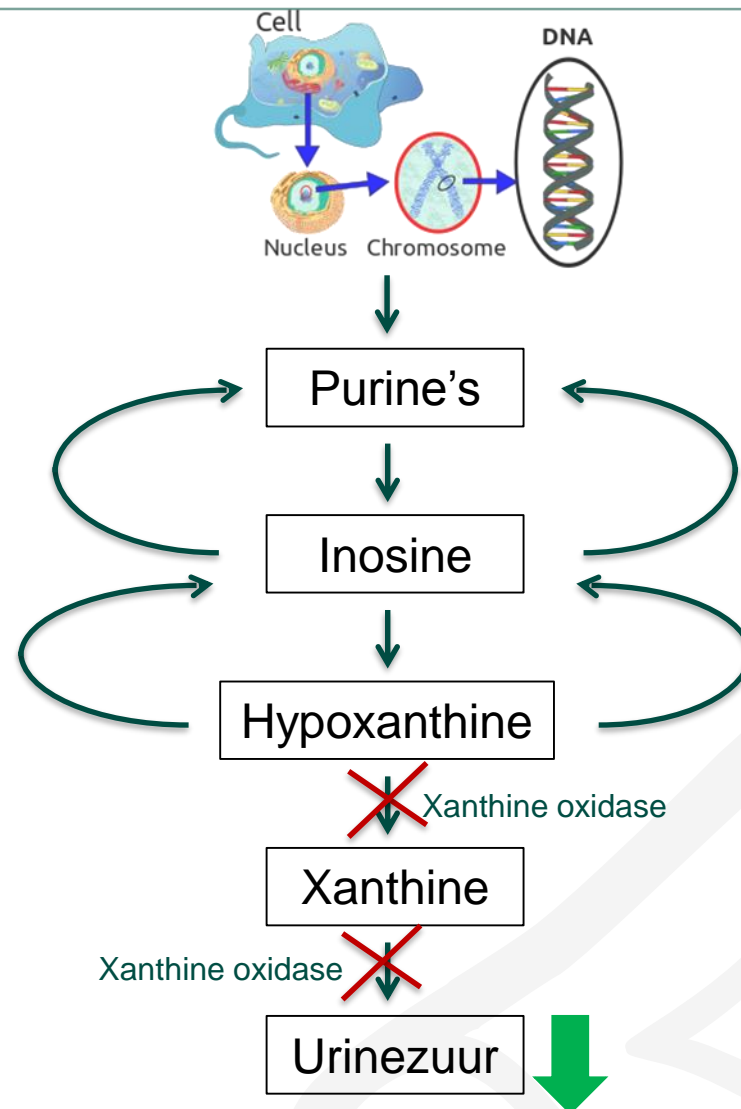 Cell
DNA
Nucleus Chromosome
Purine’s
Inosine
Hypoxanthine
Xanthine oxidase
Xanthine
Xanthine oxidase
Urinezuur